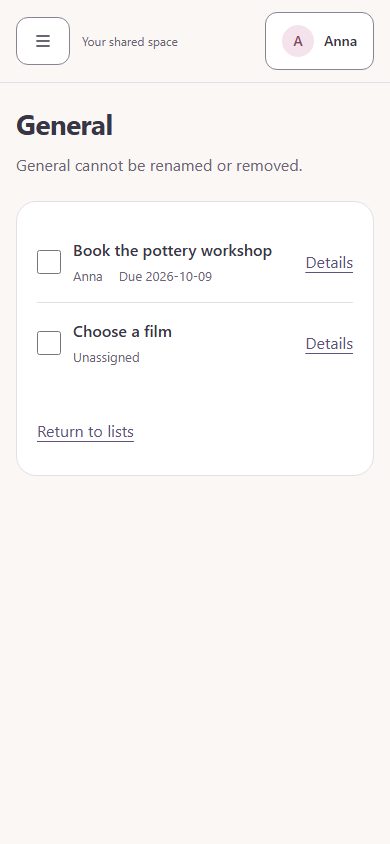 Your shared space
A Anna
General
General cannot be renamed or removed.
Book the pottery workshop
Anna Due 2026-10-09
Details
Choose a film
Unassigned
Details
Return to lists